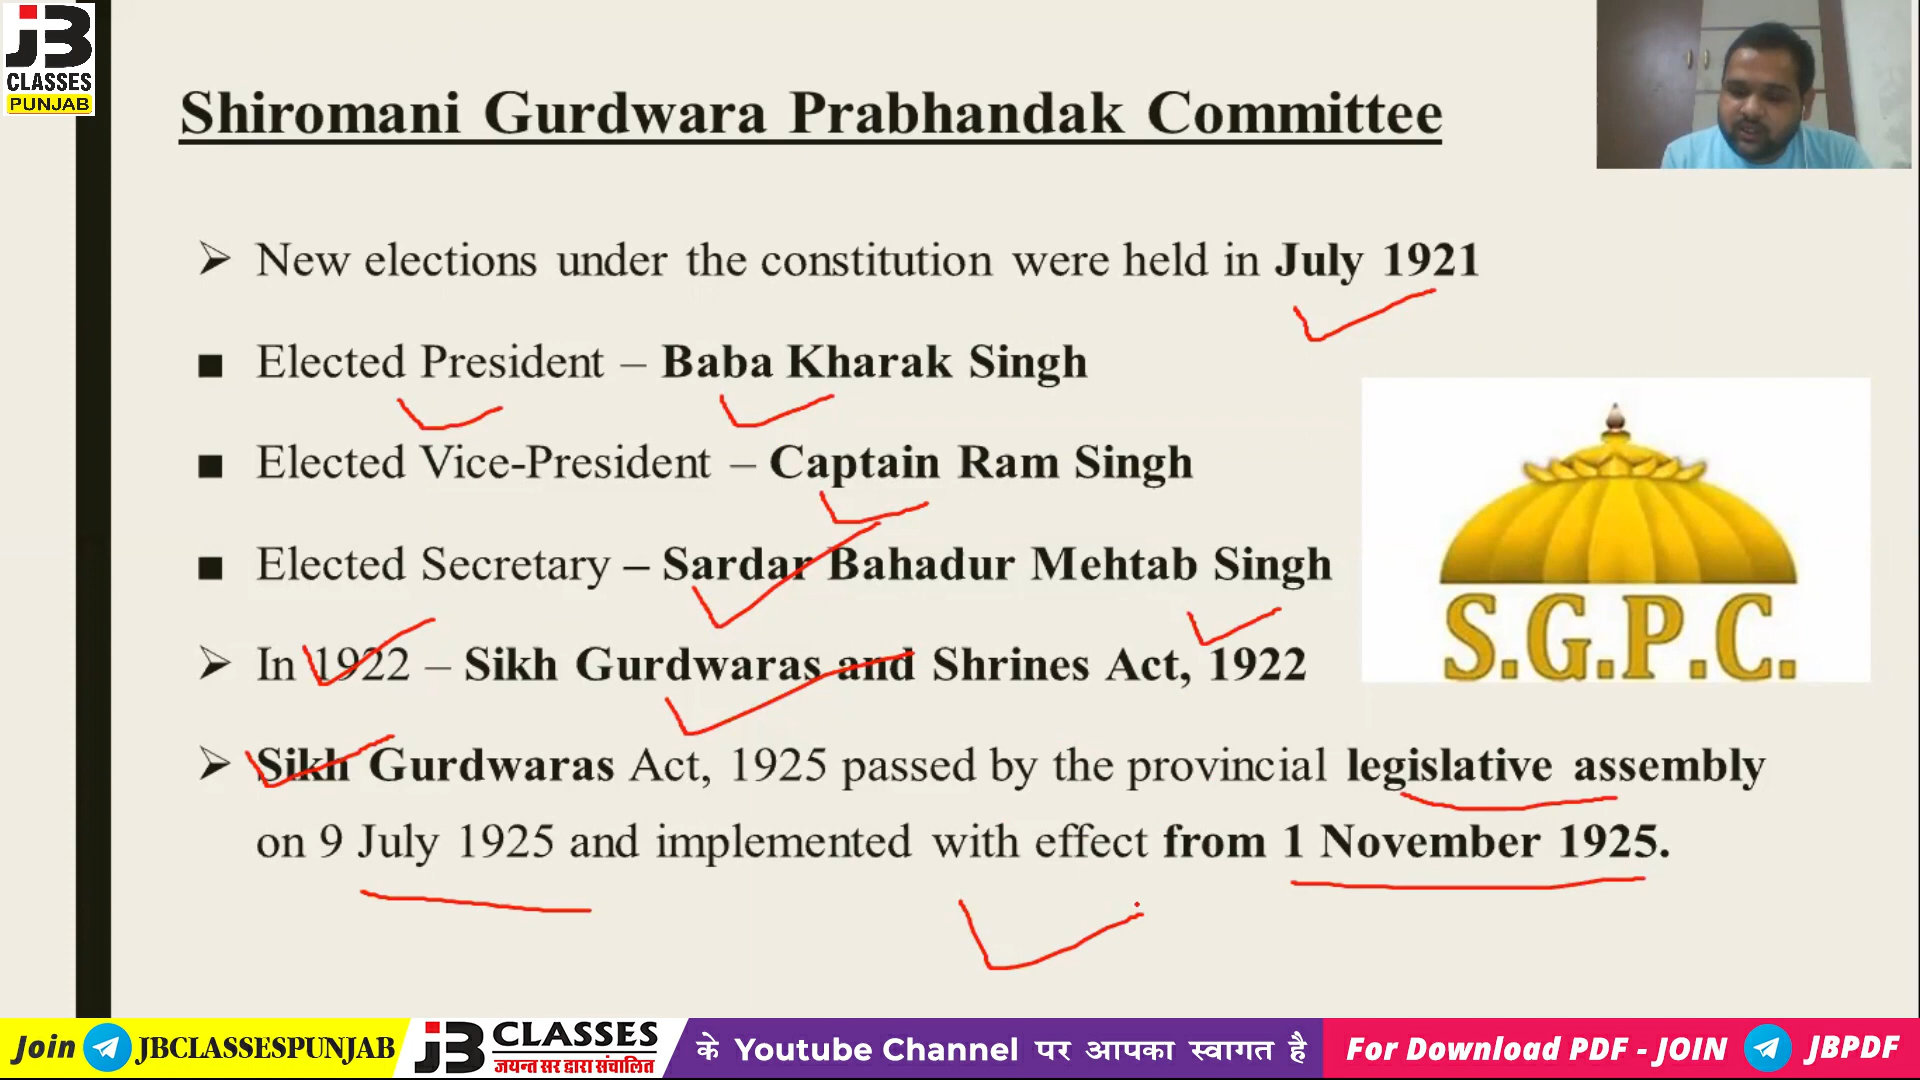 JB
CLASSES
PUNJAB
Shiromani Gurdwara Prabhandak Committee
➢ New elections under the constitution were held in July 1921
■ Elected President – Baba Kharak Singh
■ Elected Vice-President – Captain Ram Singh
■ Elected Secretary – Sardar Bahadur Mehtab Singh
➢ In 1922 – Sikh Gurdwaras and Shrines Act, 1922
➢ Sikh Gurdwaras Act, 1925 passed by the provincial legislative assembly
on 9 July 1925 and implemented with effect from 1 November 1925.
S.G.P.C.
Join JBCLASSESPUNJAB
JB CLASSES
जयन्त सर द्वारा संचालित
के Youtube Channel पर आपका स्वागत है
For Download PDF - JOIN JBPDF